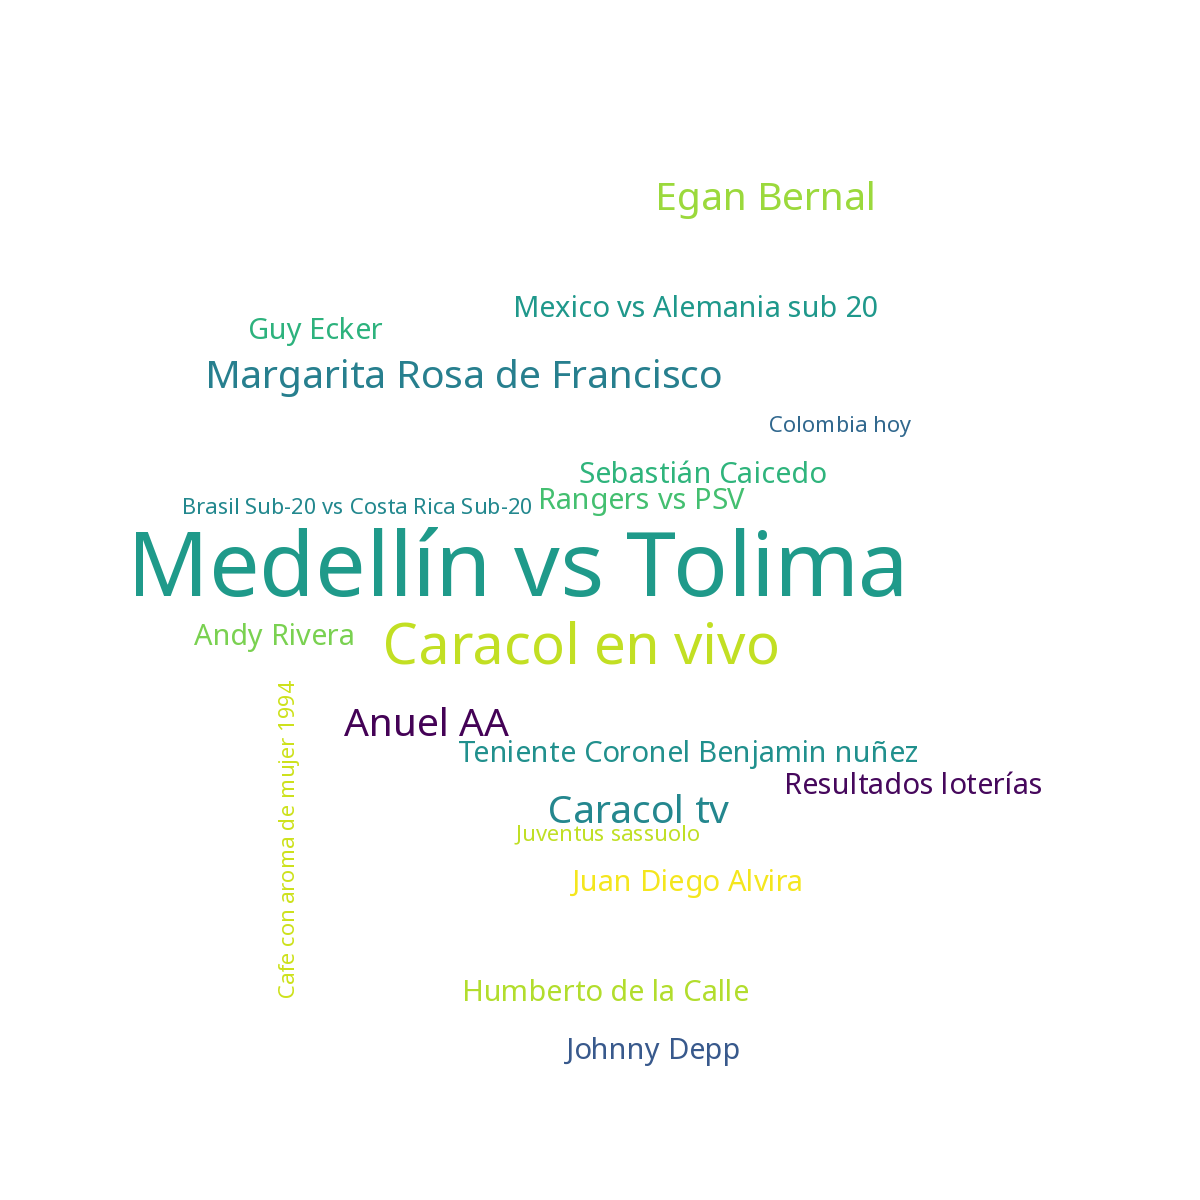 Egan Bernal
Mexico vs Alemania sub 20
Guy Ecker
Margarita Rosa de Francisco
Colombia hoy
Sebastián Caicedo
Rangers vs PSV
Brasil Sub-20 vs Costa Rica Sub-20
Medellín vs Tolima
Andy Rivera
Caracol en vivo
Cafe con aroma de mujer 1994
Anuel AA
Teniente Coronel Benjamin nuñez
Resultados loterías
Caracol tv
Juventus sassuolo
Juan Diego Alvira
Humberto de la Calle
Johnny Depp